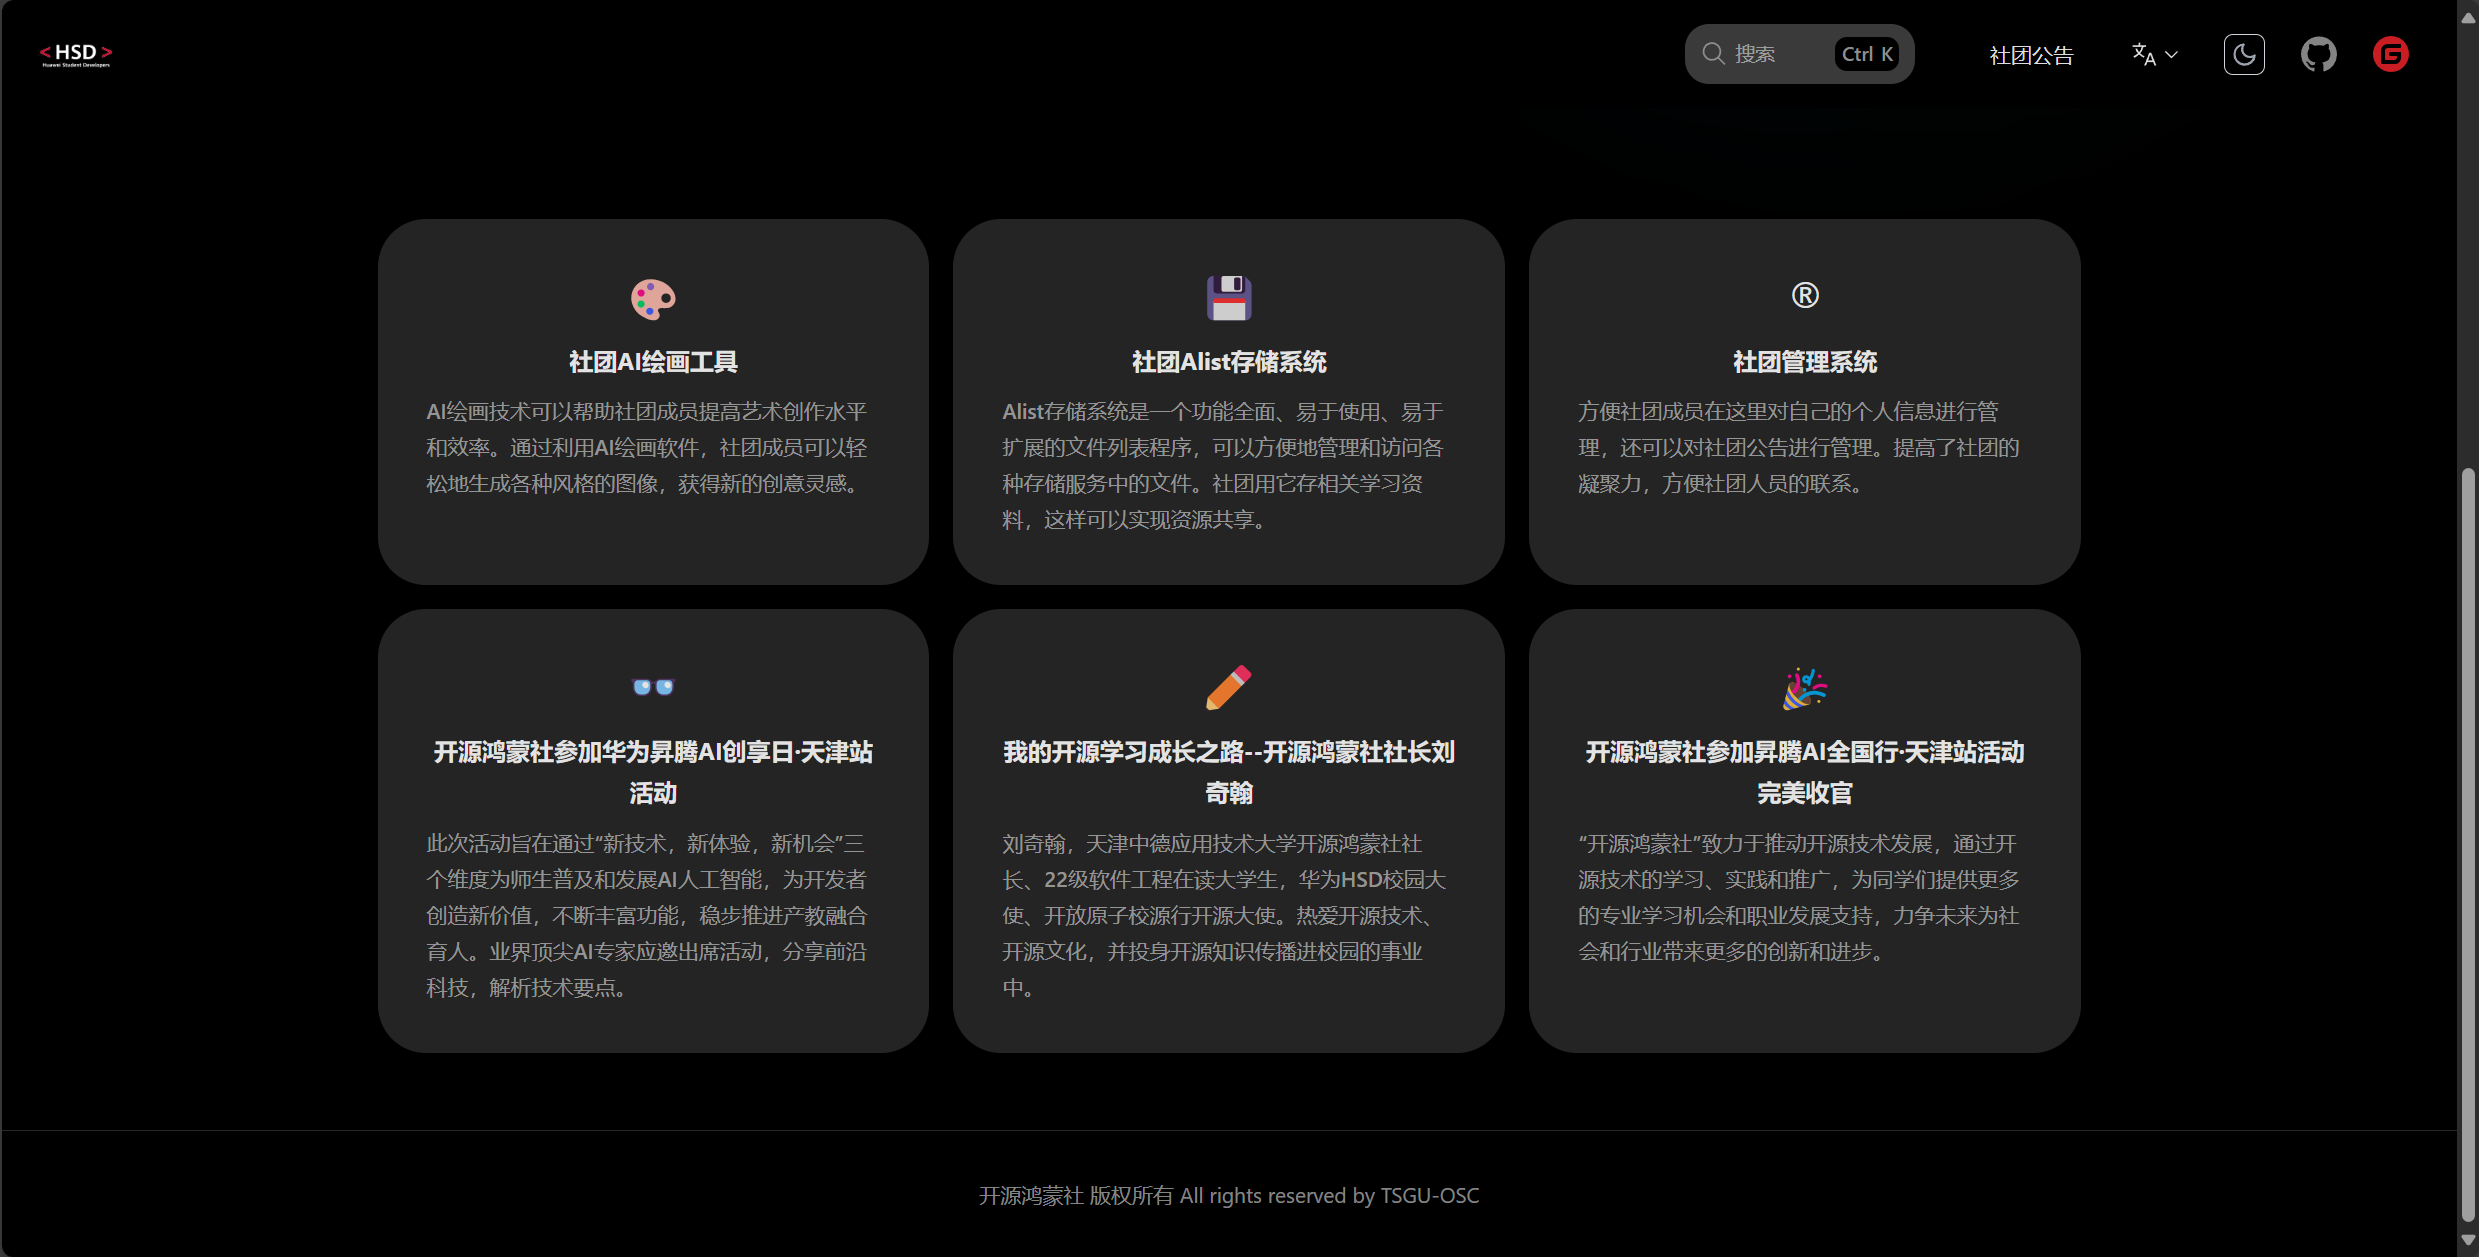 < HSD >
Huawei Student Developers
搜索
Ctrl K
社团公告
文A
®
社团AI绘画工具
AI绘画技术可以帮助社团成员提高艺术创作水平
和效率。通过利用AI绘画软件，社团成员可以轻
松地生成各种风格的图像，获得新的创意灵感。
社团Alist存储系统
Alist存储系统是一个功能全面、易于使用、易于
扩展的文件列表程序，可以方便地管理和访问各
种存储服务中的文件。社团用它存相关学习资
料，这样可以实现资源共享。
社团管理系统
方便社团成员在这里对自己的个人信息进行管
理，还可以对社团公告进行管理。提高了社团的
凝聚力，方便社团人员的联系。
开源鸿蒙社参加华为昇腾AI创享日·天津站
活动
此次活动旨在通过“新技术，新体验，新机会”三
个维度为师生普及和发展AI人工智能，为开发者
创造新价值，不断丰富功能，稳步推进产教融合
育人。业界顶尖AI专家应邀出席活动，分享前沿
科技，解析技术要点。
我的开源学习成长之路--开源鸿蒙社社长刘
奇翰
刘奇翰，天津中德应用技术大学开源鸿蒙社社
长、22级软件工程在读大学生，华为HSD校园大
使、开放原子校源行开源大使。热爱开源技术、
开源文化，并投身开源知识传播进校园的事业
中。
开源鸿蒙社参加昇腾AI全国行·天津站活动
完美收官
“开源鸿蒙社”致力于推动开源技术发展，通过开
源技术的学习、实践和推广，为同学们提供更多
的专业学习机会和职业发展支持，力争未来为社
会和行业带来更多的创新和进步。
开源鸿蒙社 版权所有 All rights reserved by TSGU-OSC